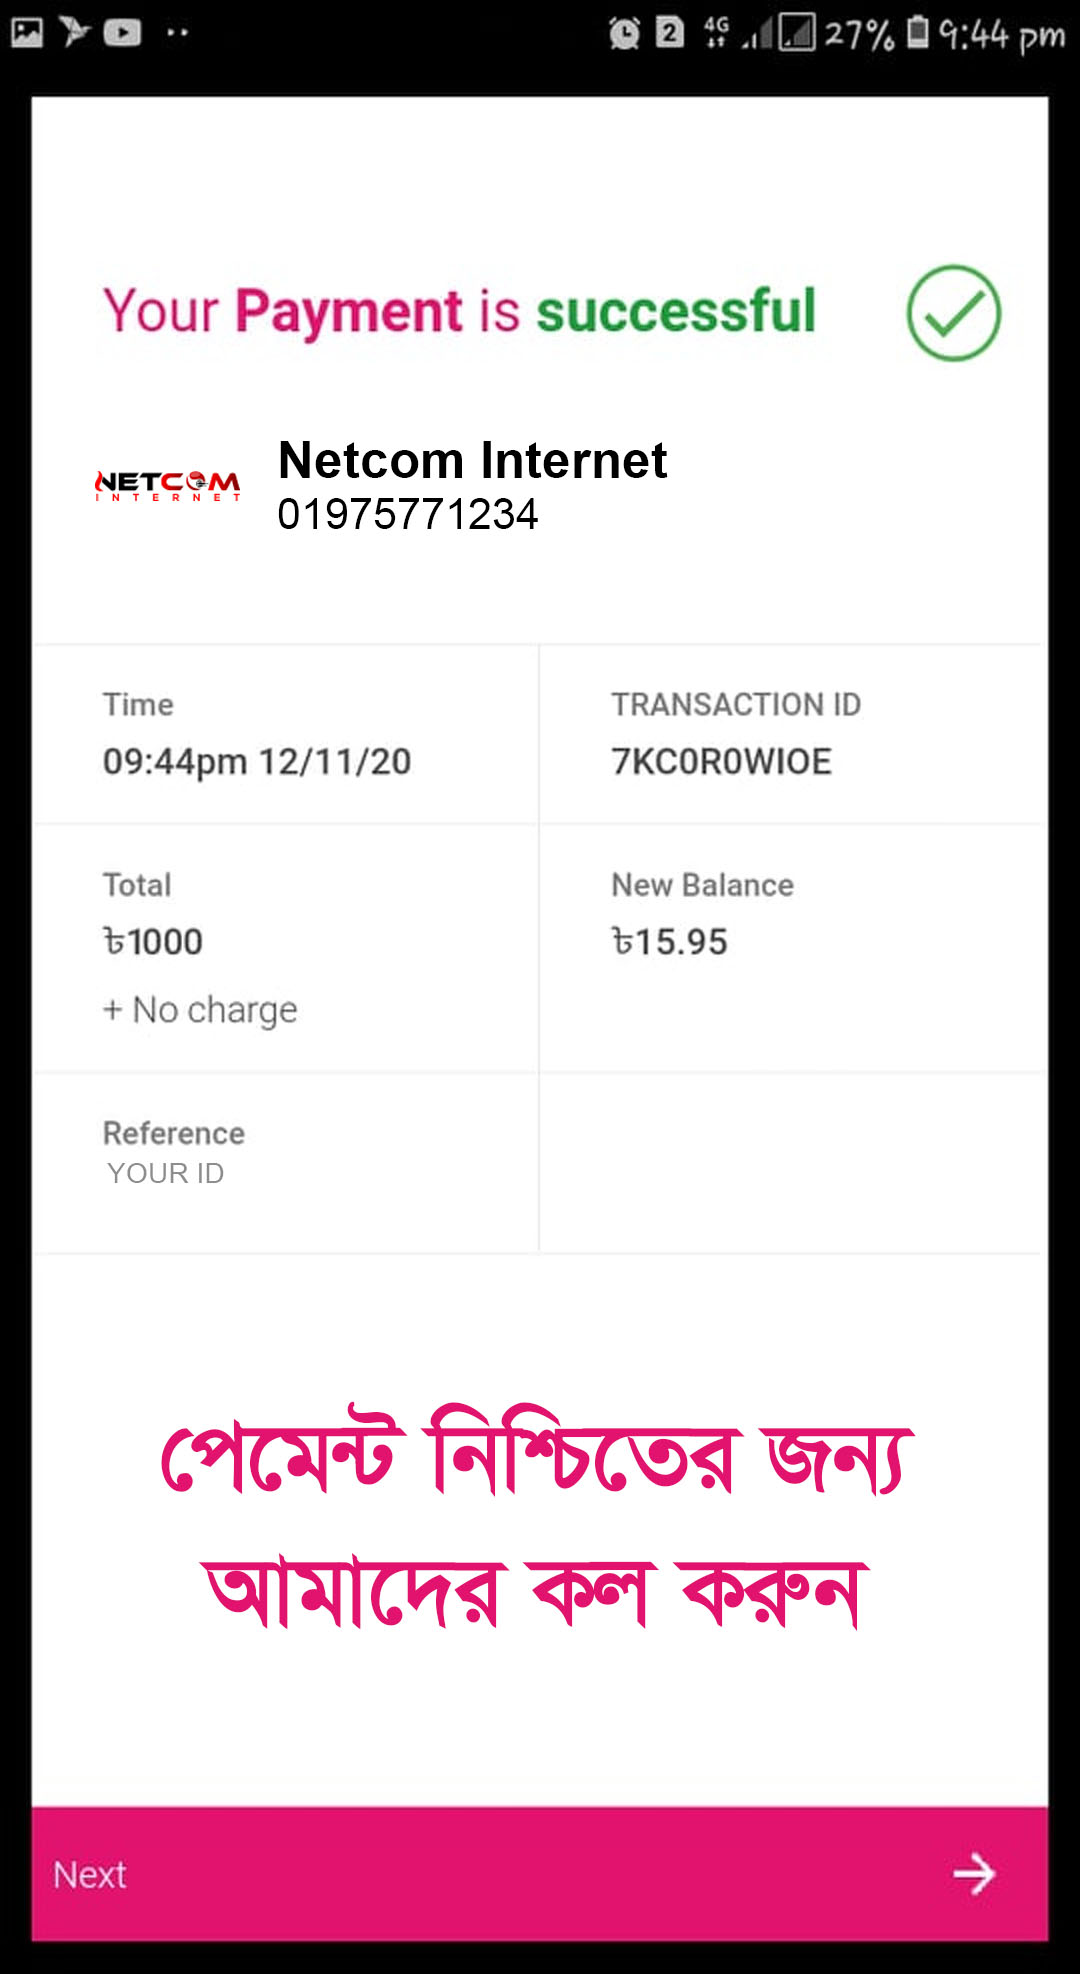 4G 27% 9:44 pm
Your Payment is successful
NETCOM
INTERNET
Netcom Internet
01975771234
Time
09:44pm 12/11/20
TRANSACTION ID
7KC0R0WIOE
Total
৳1000
+ No charge
New Balance
৳15.95
Reference
YOUR ID
পেমেন্ট নিশ্চিতের জন্য
আমাদের কল করুন
Next